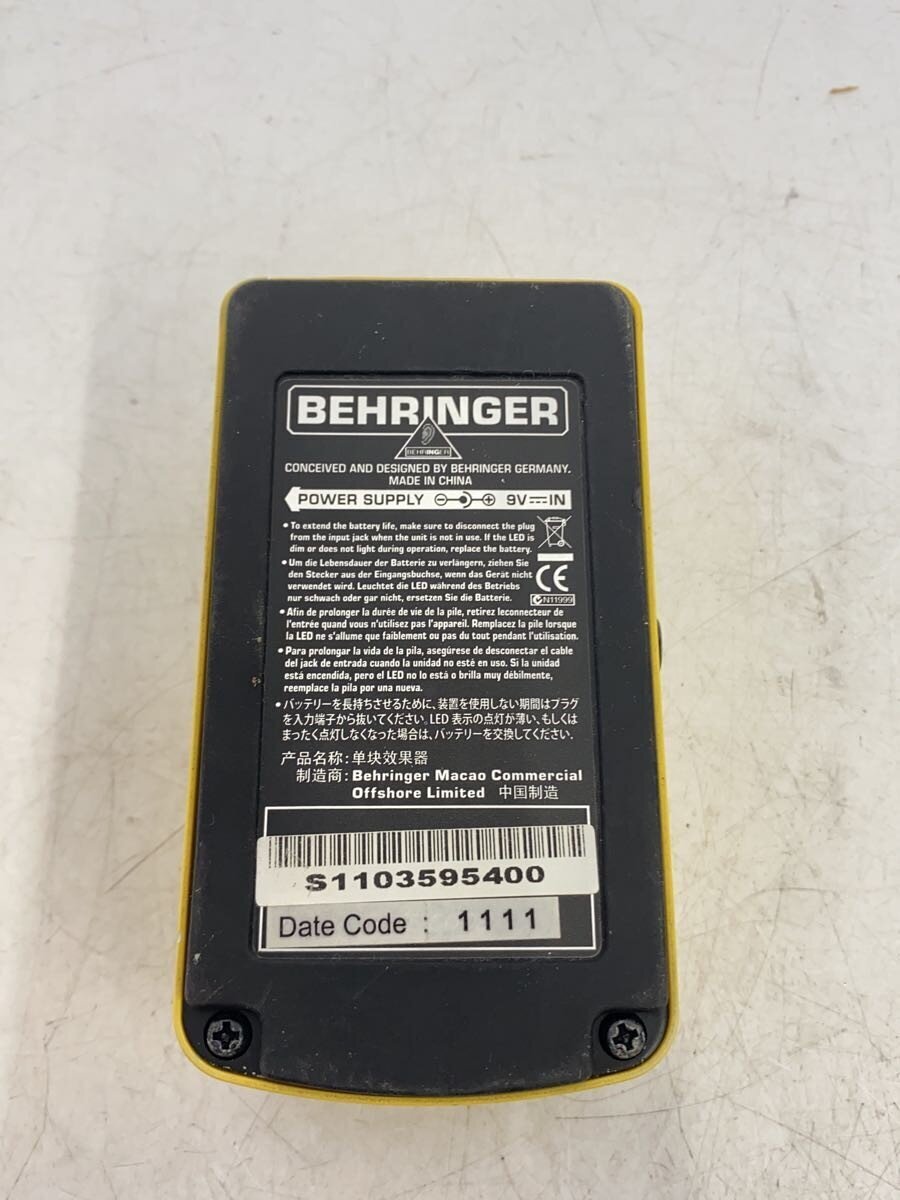 BEHRINGER
BEHRINGER
CONCEIVED AND DESIGNED BY BEHRINGER GERMANY.
MADE IN CHINA
POWER SUPPLY 9V IN
• To extend the battery life, make sure to disconnect the plug
from the input jack when the unit is not in use. If the LED is
dim or does not light during operation, replace the battery.
• Um die Lebensdauer der Batterie zu verlängern, ziehen Sie
den Stecker aus der Eingangsbuchse, wenn das Gerät nicht
verwendet wird. Leuchtet die LED während des Betriebs
nur schwach oder gar nicht, ersetzen Sie die Batterie.
CE
N11999
• Afin de prolonger la durée de vie de la pile, retirez leconnecteur de
l'entrée quand vous n'utilisez pas l'appareil. Remplacez la pile lorsque
la LED ne s'allume que faiblement ou pas du tout pendant l'utilisation.
• Para prolongar la vida de la pila, asegúrese de desconectar el cable
del jack de entrada cuando la unidad no esté en uso. Si la unidad
está encendida, pero el LED no lo o brilla muy débilmente,
reemplace la pila por una nueva.
• バッテリーを長持ちさせるために、装置を使用しない期間はプラグ
を入力端子から抜いてください。LED 表示の点灯が薄い、もしくは
まったく点灯しなくなった場合は、バッテリーを交換してください.
产品名称: 单块效果器
制造商: Behringer Macao Commercial
Offshore Limited 中国制造
S1103595400
Date Code : 1111